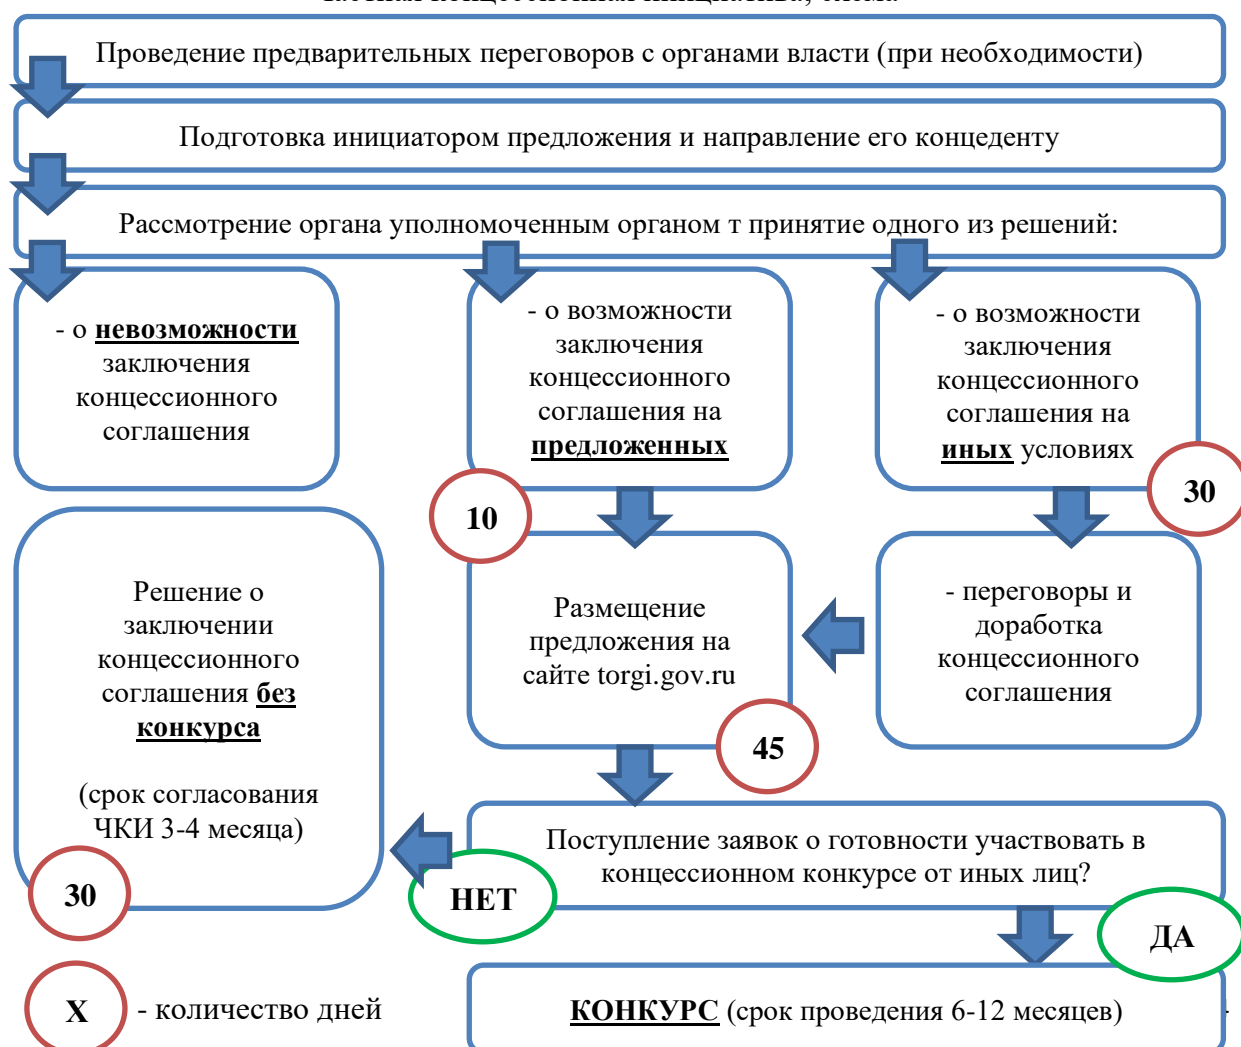 частная концессионная инициатива, схема
Проведение предварительных переговоров с органами власти (при необходимости)
Подготовка инициатором предложения и направление его концеденту
Рассмотрение органа уполномоченным органом т принятие одного из решений:
- о невозможности
заключения
концессионного
соглашения
- о возможности
заключения
концессионного
соглашения на
предложенных
- о возможности
заключения
концессионного
соглашения на
иных условиях
10
30
Решение о
заключении
концессионного
соглашения без
конкурса
(срок согласования
ЧКИ 3-4 месяца)
30
Размещение
предложения на
сайте torgi.gov.ru
45
- переговоры и
доработка
концессионного
соглашения
Поступление заявок о готовности участвовать в
концессионном конкурсе от иных лиц?
НЕТ
ДА
X - количество дней
КОНКУРС (срок проведения 6-12 месяцев)